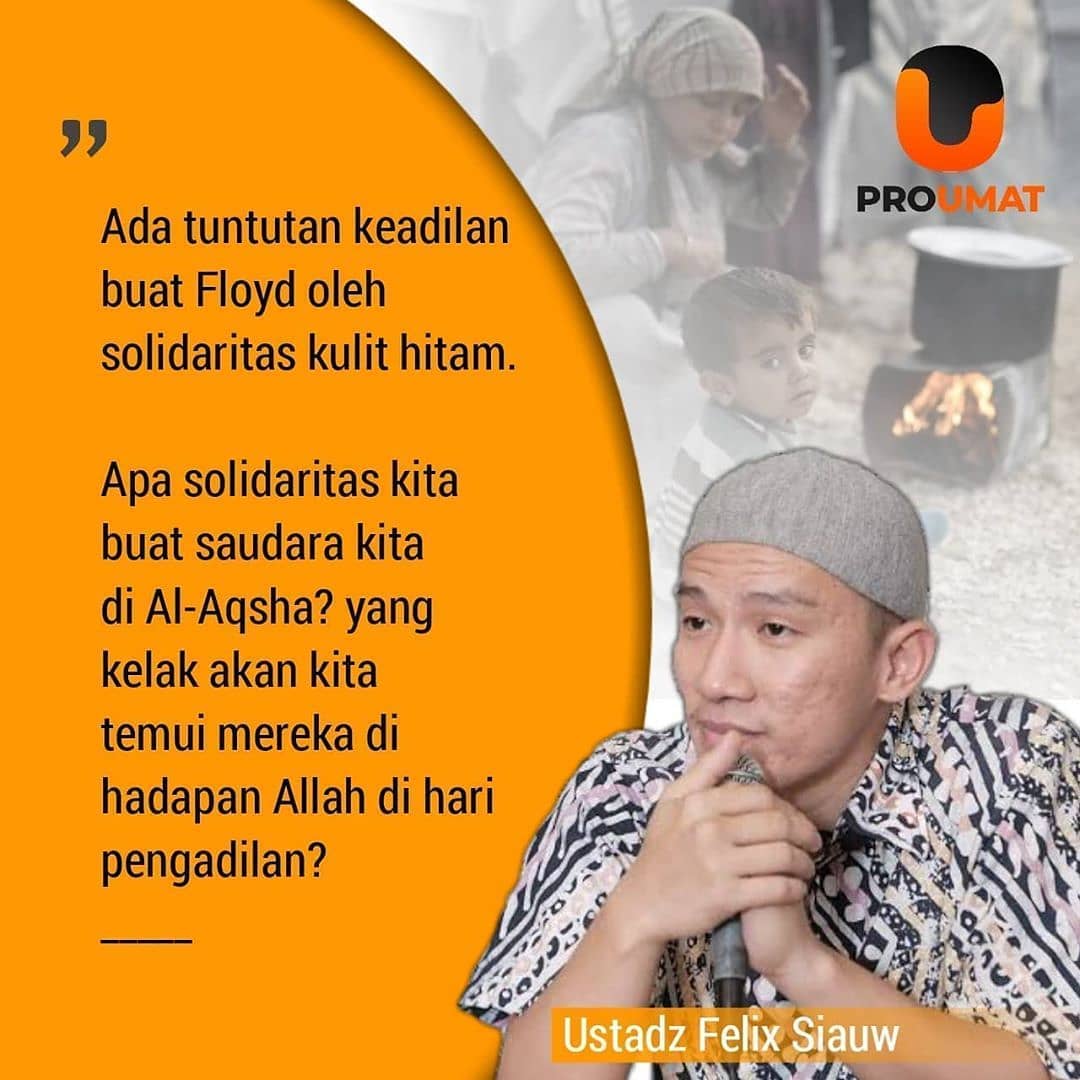 ”
PROUMAT
Ada tuntutan keadilan
buat Floyd oleh
solidaritas kulit hitam.
Apa solidaritas kita
buat saudara kita
di Al-Aqsha? yang
kelak akan kita
temui mereka di
hadapan Allah di hari
pengadilan?
Ustadz Felix Siauw